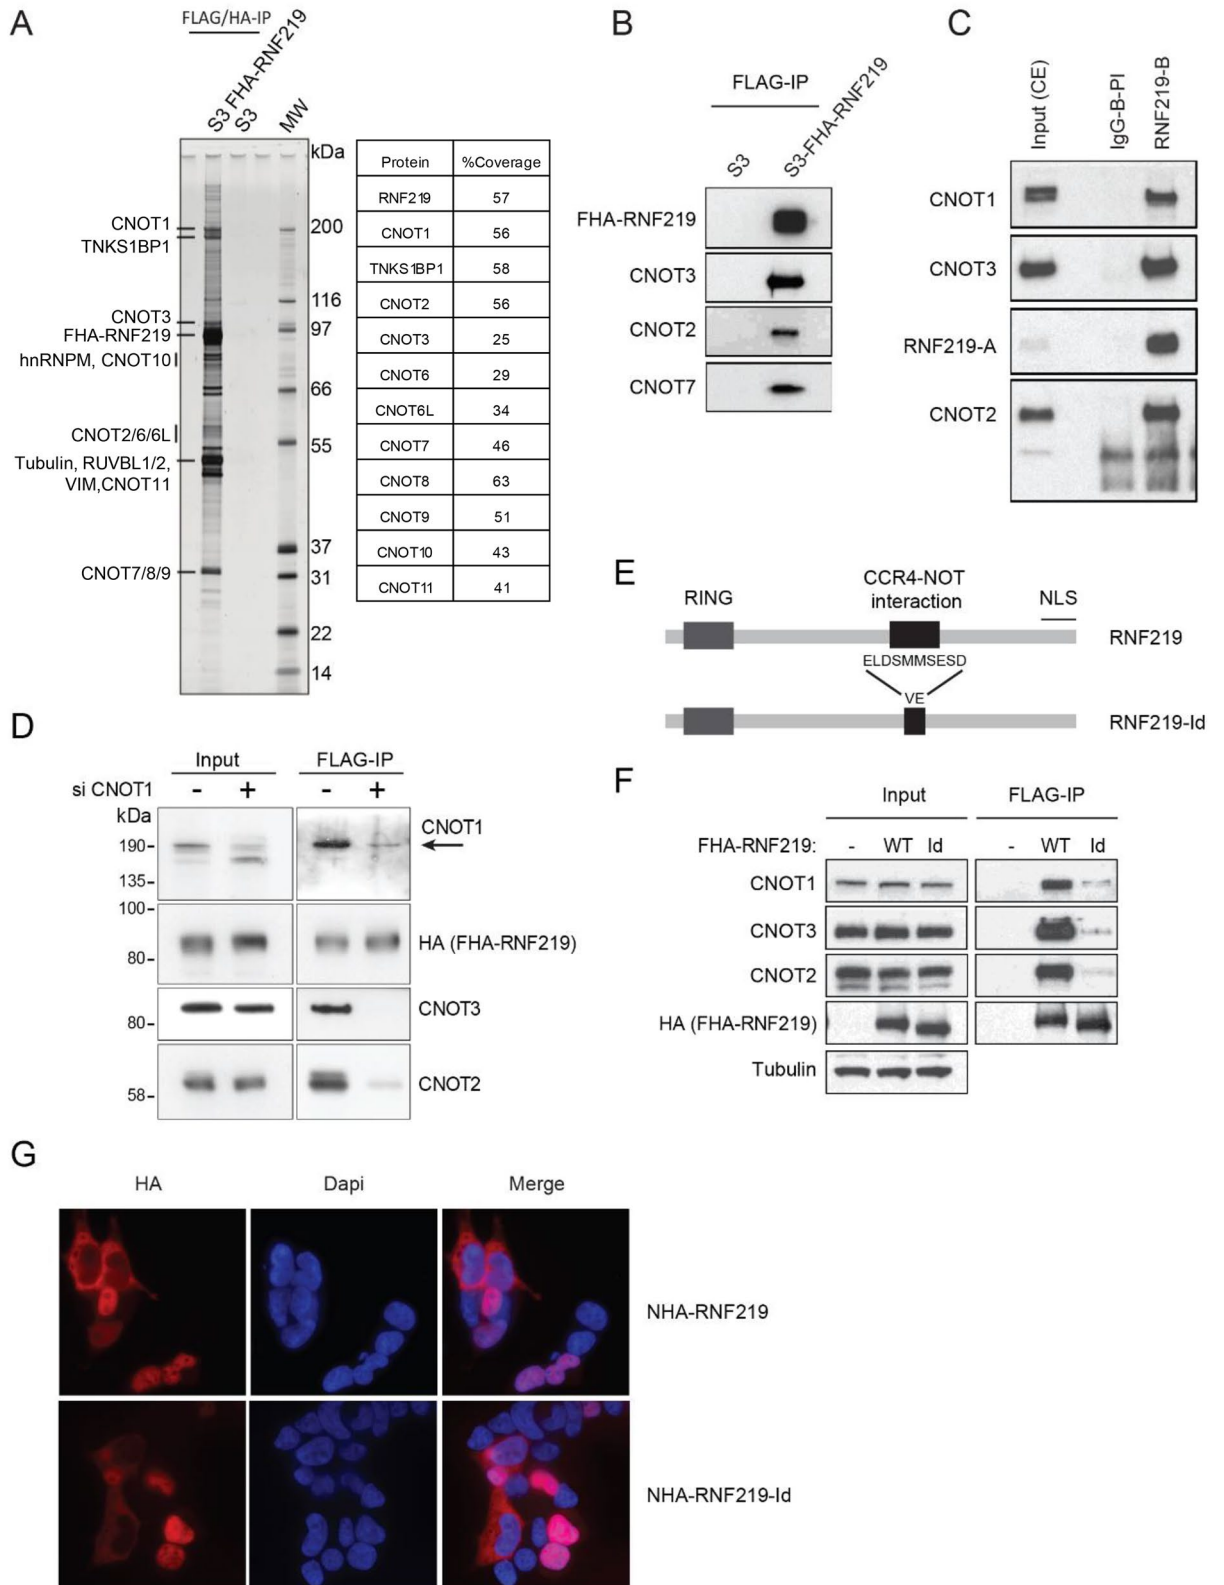 A
FLAG/HA-IP
S3 FHA-RNF219
S3
MW
kDa
CNOT1
TNKS1BP1
CNOT3
FHA-RNF219
hnRNPM, CNOT10
CNOT2/6/6L
Tubulin, RUVBL1/2,
VIM,CNOT11
CNOT7/8/9
200
116
97
66
55
37
31
22
14
Protein %Coverage
RNF219 57
CNOT1 56
TNKS1BP1 58
CNOT2 56
CNOT3 25
CNOT6 29
CNOT6L 34
CNOT7 46
CNOT8 63
CNOT9 51
CNOT10 43
CNOT11 41
B
FLAG-IP
S3
S3-FHA-RNF219
FHA-RNF219
CNOT3
CNOT2
CNOT7
C
Input (CE)
IgG-B-PI
RNF219-B
CNOT1
CNOT3
RNF219-A
CNOT2
D
Input FLAG-IP
si CNOT1 - + - +
kDa
190-
135-
100-
80-
80-
58-
CNOT1
HA (FHA-RNF219)
CNOT3
CNOT2
E
RING
CCR4-NOT
interaction
NLS
RNF219
ELDSMMSESD
VE
RNF219-Id
F
Input FLAG-IP
FHA-RNF219: - WT Id - WT Id
CNOT1
CNOT3
CNOT2
HA (FHA-RNF219)
Tubulin
G
HA Dapi Merge
NHA-RNF219
NHA-RNF219-Id